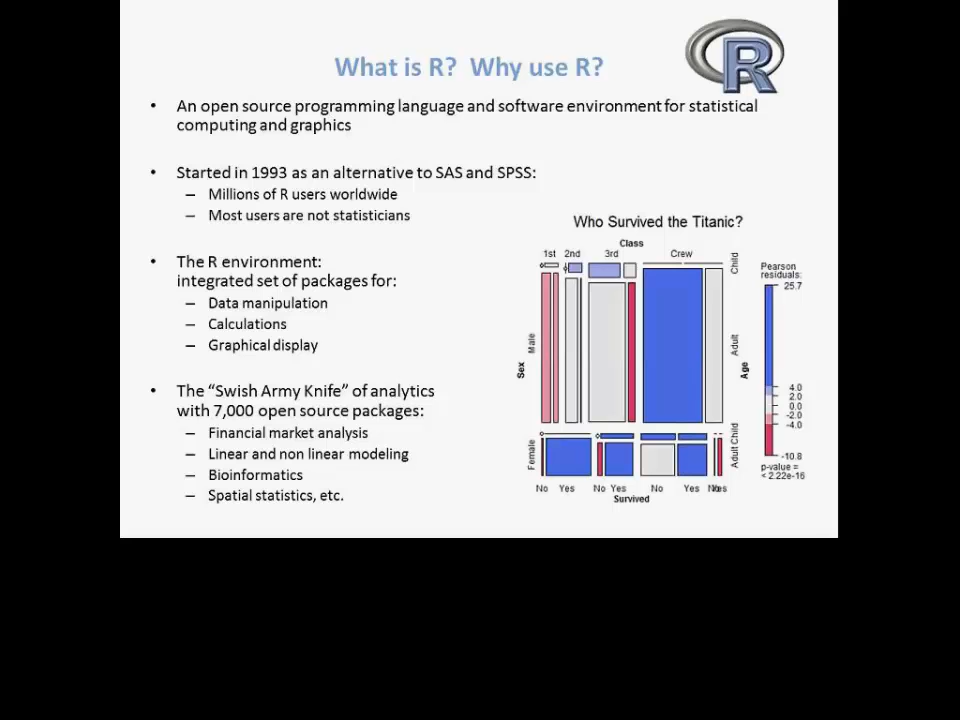 What is R? Why use R?
R
• An open source programming language and software environment for statistical
computing and graphics
• Started in 1993 as an alternative to SAS and SPSS:
– Millions of R users worldwide
– Most users are not statisticians
• The R environment:
integrated set of packages for:
– Data manipulation
– Calculations
– Graphical display
• The “Swish Army Knife” of analytics
with 7,000 open source packages:
– Financial market analysis
– Linear and non linear modeling
– Bioinformatics
– Spatial statistics, etc.
Who Survived the Titanic?
Class
1st 2nd 3rd Crew
Sex
Male
Female
Child
Adult
Age
Adult Child
No Yes No Yes No Yes No Yes
Survived
Pearson
residuals:
25.7
4.0
2.0
0.0
-2.0
-4.0
-10.8
p-value =
< 2.22e-16